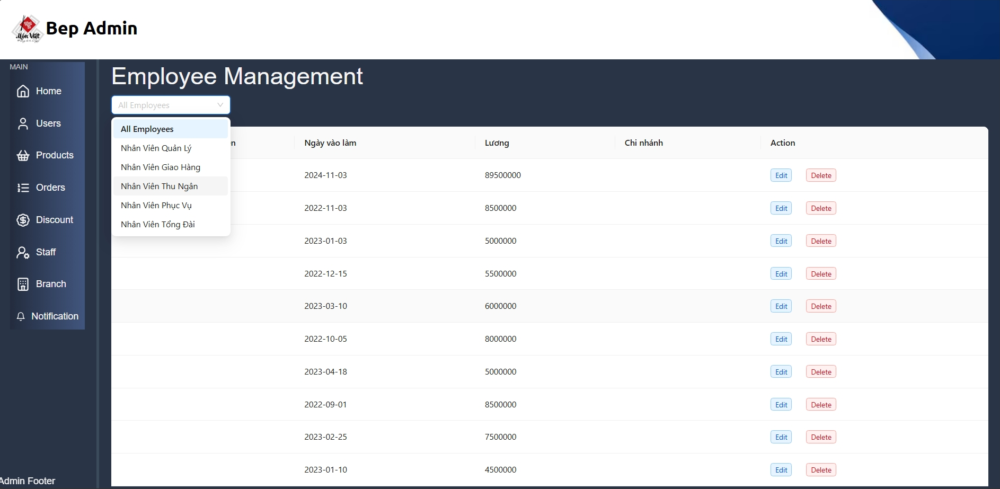 Món Việt
Bep Admin
MAIN
Home
Users
Products
Orders
Discount
Staff
Branch
Notification
Admin Footer
Employee Management
All Employees
All Employees
Nhân Viên Quản Lý
Nhân Viên Giao Hàng
Nhân Viên Thu Ngân
Nhân Viên Phục Vụ
Nhân Viên Tổng Đài
n Ngày vào làm Lương Chi nhánh Action
2024-11-03 89500000 Edit Delete
2022-11-03 8500000 Edit Delete
2023-01-03 5000000 Edit Delete
2022-12-15 5500000 Edit Delete
2023-03-10 6000000 Edit Delete
2022-10-05 8000000 Edit Delete
2023-04-18 5000000 Edit Delete
2022-09-01 8500000 Edit Delete
2023-02-25 7500000 Edit Delete
2023-01-10 4500000 Edit Delete